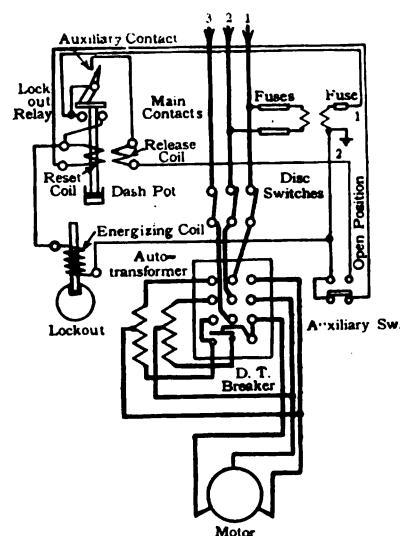 3 2 1
Auxiliary Contact
Fuses
Fuse
1
Lock
out
Relay
Main
Contacts
2
Release
Coil
Reset
Coil
Dash Pot
Disc
Switches
Open Position
Energizing Coil
Auto-
transformer
Lockout
Auxiliary Sw.
D. T.
Breaker
Motor